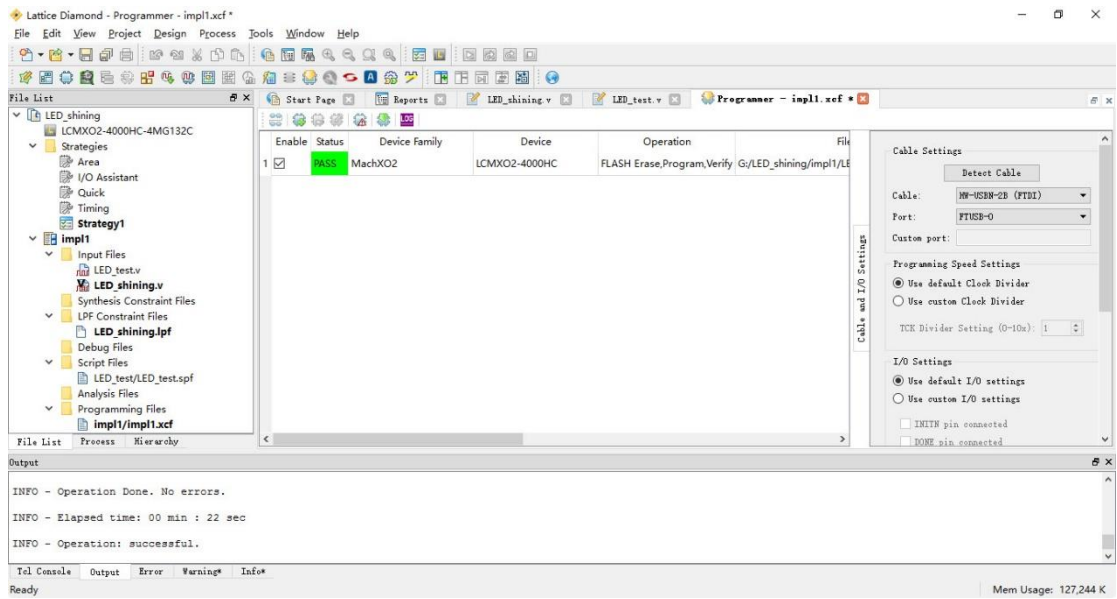 Lattice Diamond - Programmer - impl1.xcf *
File Edit View Project Design Process Tools Window Help
File List
Start Page Reports LED_shining.v LED_test.v Programmer - impl1.xcf *
LED_shining
LCMXO2-4000HC-4MG132C
Strategies
Area
I/O Assistant
Quick
Timing
Strategy1
impl1
Input Files
LED_test.v
LED_shining.v
Synthesis Constraint Files
LPF Constraint Files
LED_shining.lpf
Debug Files
Script Files
LED_test/LED_test.spf
Analysis Files
Programming Files
impl1/impl1.xcf
File List Process Hierarchy
LOG
Enable Status Device Family Device Operation File
1 PASS MachXO2 LCMXO2-4000HC FLASH Erase,Program,Verify G:/LED_shining/impl1/LE
Cable and I/O Settings
Cable Settings
Detect Cable
Cable: HW-USBN-2B (FTDI)
Port: FTUSB-0
Custom port:
Programming Speed Settings
Use default Clock Divider
Use custom Clock Divider
TCK Divider Setting (0-10x): 1
I/O Settings
Use default I/O settings
Use custom I/O settings
INITN pin connected
DONE pin connected
Output
INFO - Operation Done. No errors.
INFO - Elapsed time: 00 min : 22 sec
INFO - Operation: successful.
Tcl Console Output Error Warning* Info*
Ready
Mem Usage: 127,244 K